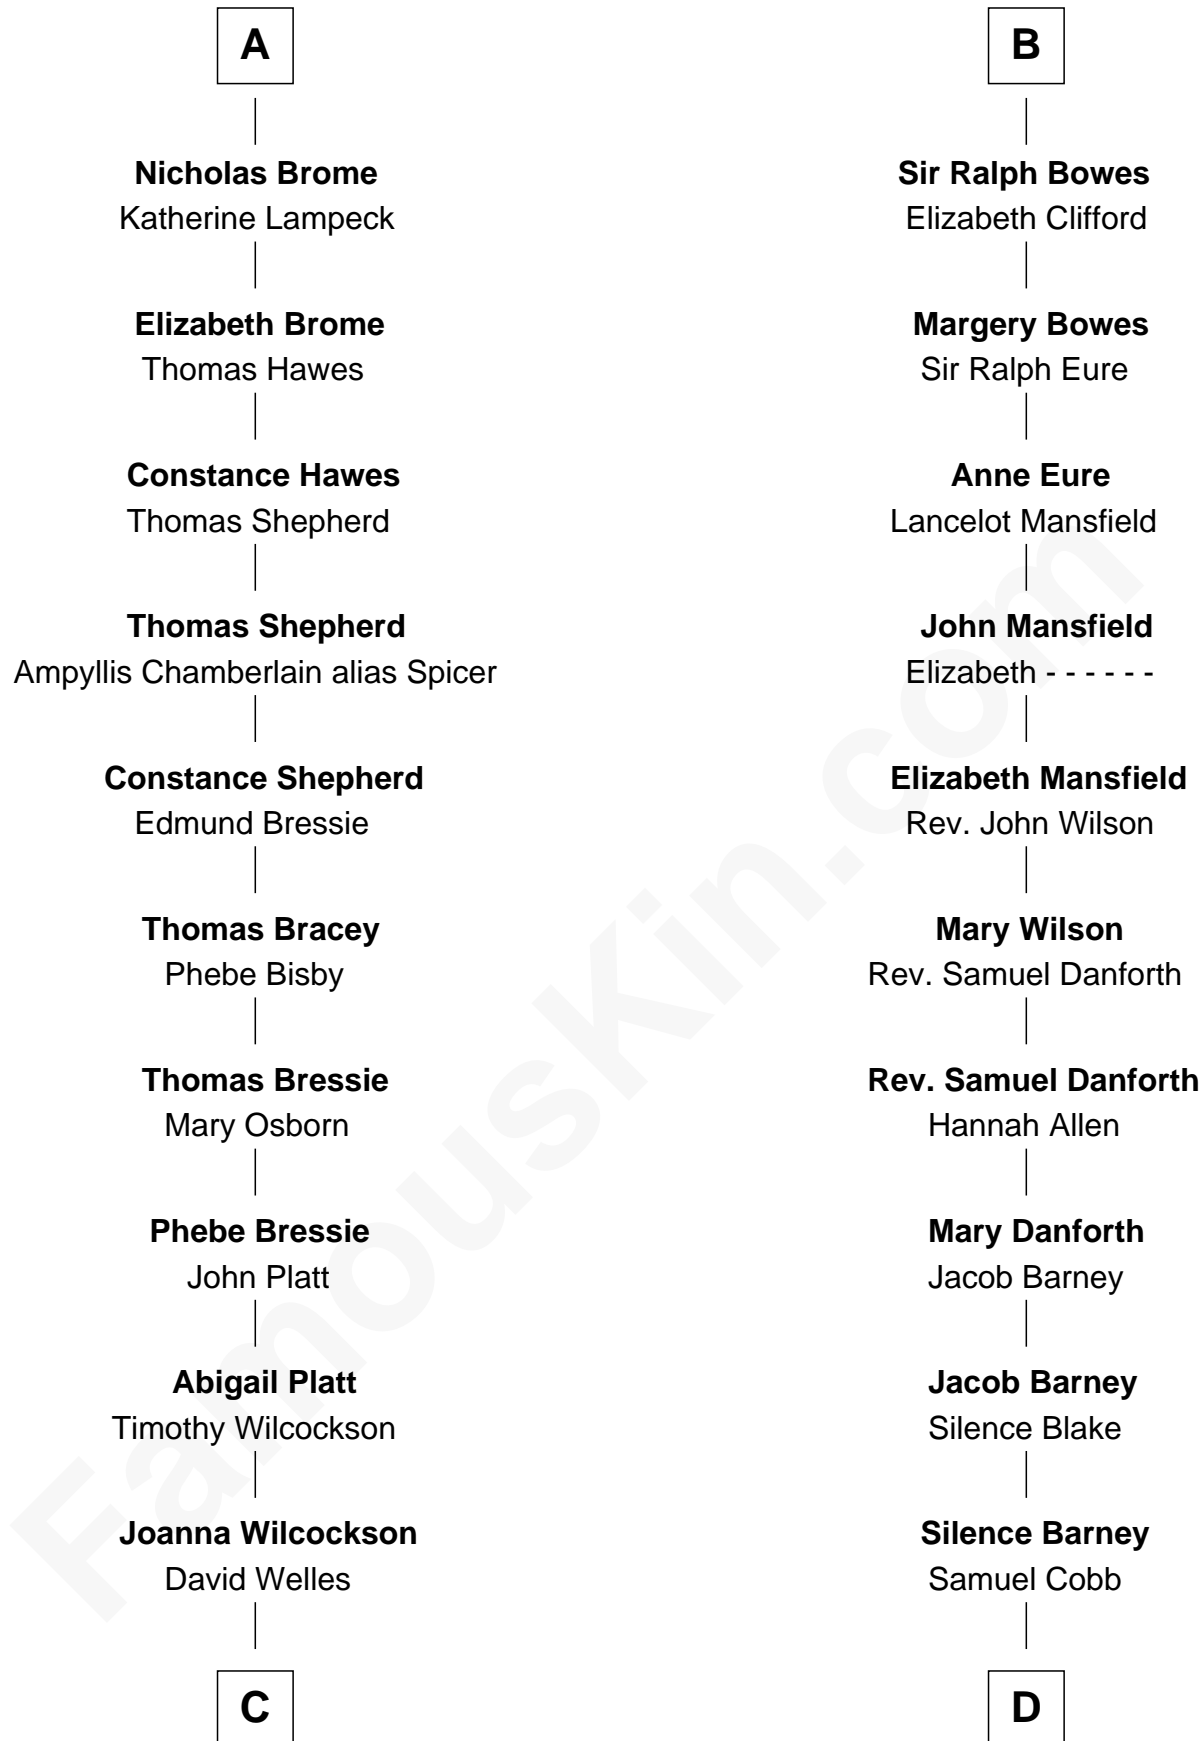 A
Nicholas Brome
Katherine Lampeck
Elizabeth Brome
Thomas Hawes
Constance Hawes
Thomas Shepherd
Thomas Shepherd
Ampyllis Chamberlain alias Spicer
Constance Shepherd
Edmund Bressie
Thomas Bracey
Phebe Bisby
Thomas Bressie
Mary Osborn
Phebe Bressie
John Platt
Abigail Platt
Timothy Wilcockson
Joanna Wilcockson
David Welles
C
B
Sir Ralph Bowes
Elizabeth Clifford
Margery Bowes
Sir Ralph Eure
Anne Eure
Lancelot Mansfield
John Mansfield
Elizabeth - - - - - -
Elizabeth Mansfield
Rev. John Wilson
Mary Wilson
Rev. Samuel Danforth
Rev. Samuel Danforth
Hannah Allen
Mary Danforth
Jacob Barney
Jacob Barney
Silence Blake
Silence Barney
Samuel Cobb
D
FamousKin.com